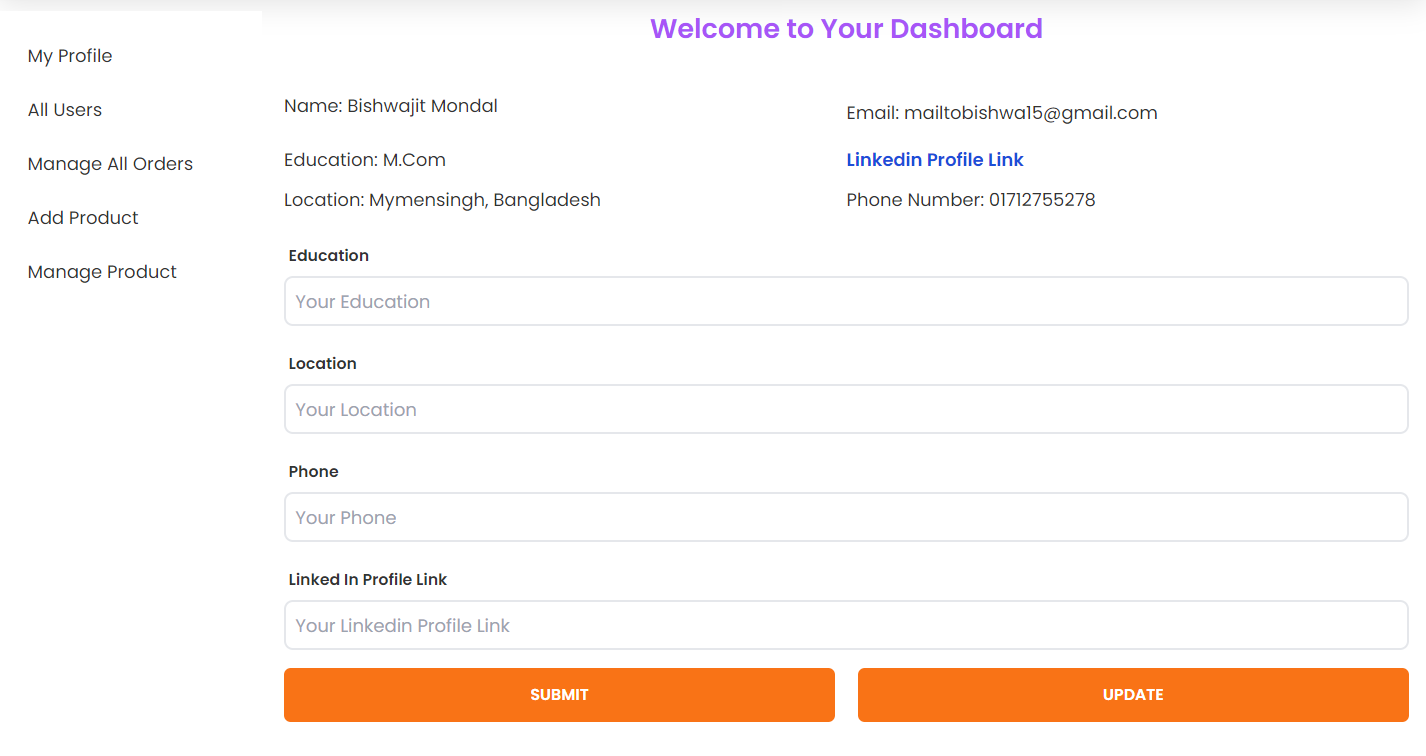 Welcome to Your Dashboard
My Profile
All Users
Manage All Orders
Add Product
Manage Product
Name: Bishwajit Mondal
Email: mailtobishwa15@gmail.com
Education: M.Com
Linkedin Profile Link
Location: Mymensingh, Bangladesh
Phone Number: 01712755278
Education
Your Education
Location
Your Location
Phone
Your Phone
Linked In Profile Link
Your Linkedin Profile Link
SUBMIT
UPDATE